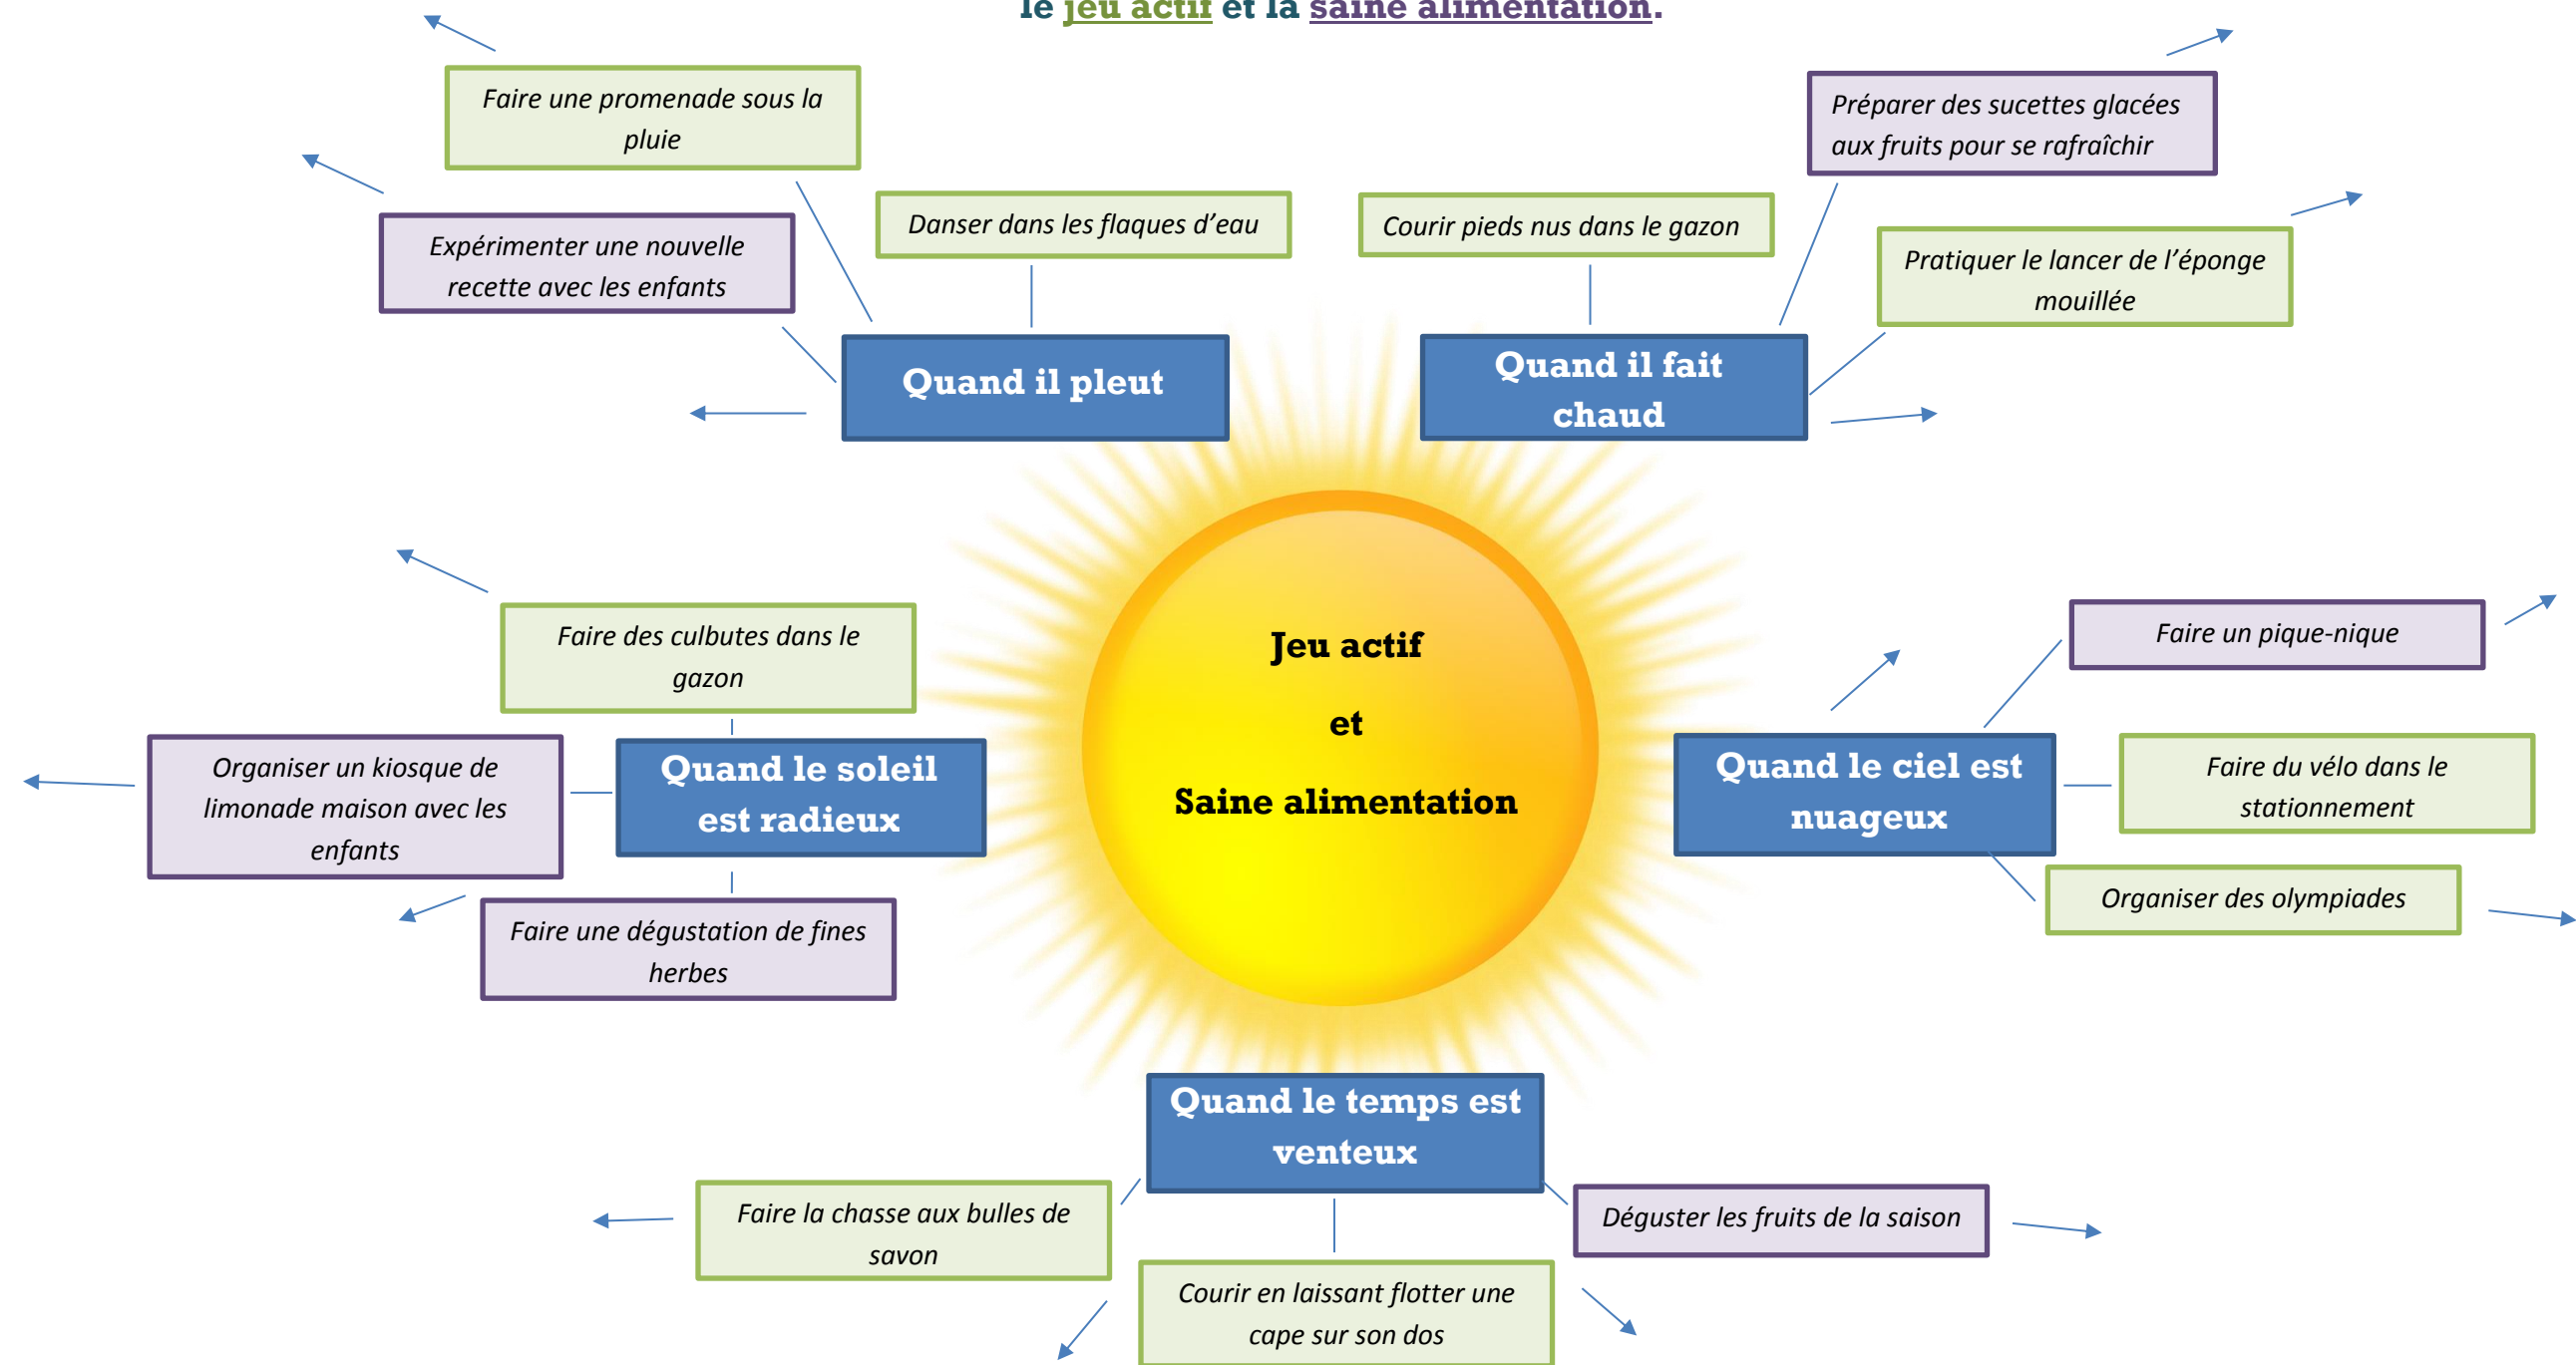 le jeu actif et la saine alimentation.
Faire une promenade sous la
pluie
Préparer des sucettes glacées
aux fruits pour se rafraîchir
Expérimenter une nouvelle
recette avec les enfants
Danser dans les flaques d’eau
Courir pieds nus dans le gazon
Pratiquer le lancer de l’éponge
mouillée
Quand il pleut
Quand il fait
chaud
Faire des culbutes dans le
gazon
Jeu actif
et
Saine alimentation
Faire un pique-nique
Organiser un kiosque de
limonade maison avec les
enfants
Quand le soleil
est radieux
Quand le ciel est
nuageux
Faire du vélo dans le
stationnement
Faire une dégustation de fines
herbes
Organiser des olympiades
Quand le temps est
venteux
Faire la chasse aux bulles de
savon
Déguster les fruits de la saison
Courir en laissant flotter une
cape sur son dos